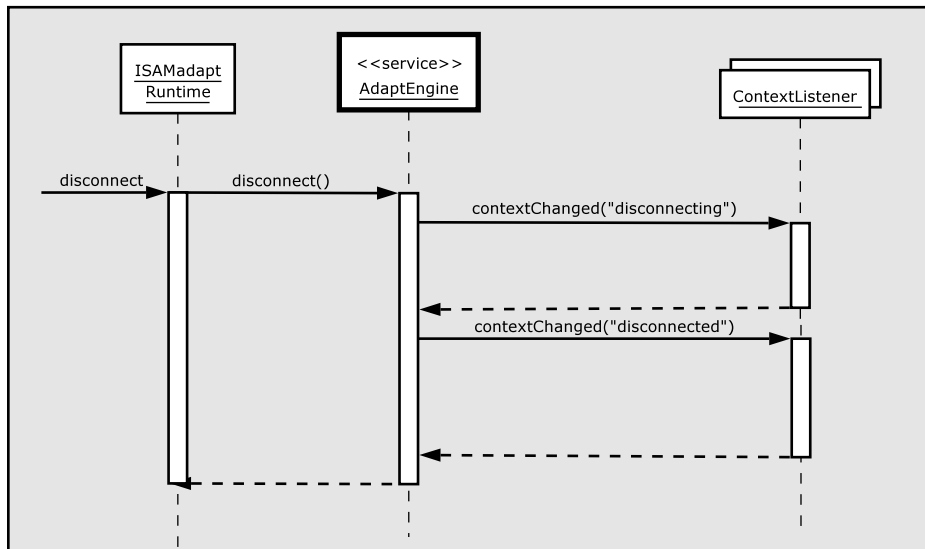 ISAMadapt
Runtime
<<service>>
AdaptEngine
ContextListener
disconnect
disconnect()
contextChanged("disconnecting")
contextChanged("disconnected")